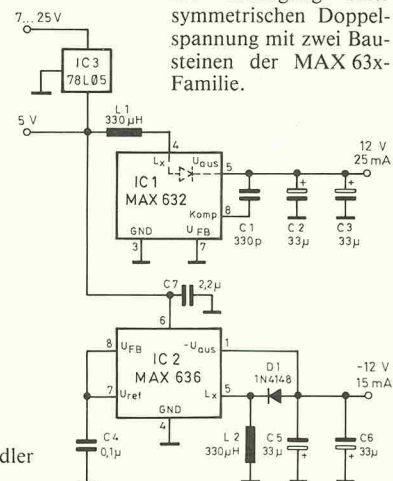 symmetrischen Doppel-
spannung mit zwei Bau-
steinen der MAX 63x-
Familie.
7...25V
IC3
78L05
5 V
L1
330µH
4
Lx
Uaus
5
12 V
25mA
IC1
MAX 632
Komp
8
GND
3
UFB
7
C1
330p
C2
33µ
+
C3
33µ
+
C7
2,2µ
6
8
UFB
-Uaus
1
IC 2
MAX 636
7
Uref
Lx
5
D1
1N4148
-12 V
15mA
GND
4
C4
0,1µ
L2
330µH
C5
33µ
+
C6
33µ
+
dler